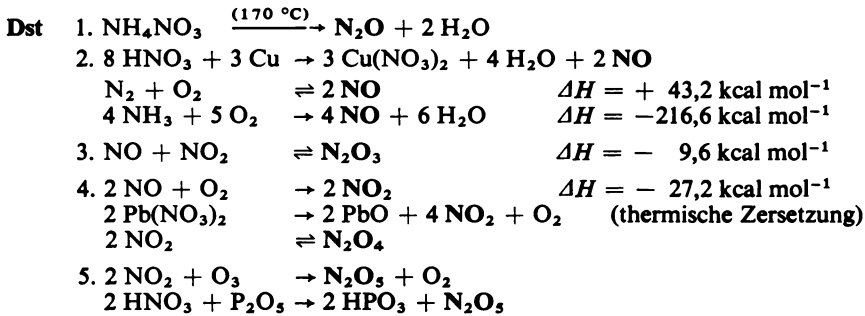 Dst 1. NH₄NO₃ (170 °C)→ N₂O + 2 H₂O
2. 8 HNO₃ + 3 Cu → 3 Cu(NO₃)₂ + 4 H₂O + 2 NO
N₂ + O₂ ⇌ 2 NO ΔH = + 43,2 kcal mol⁻¹
4 NH₃ + 5 O₂ → 4 NO + 6 H₂O ΔH = −216,6 kcal mol⁻¹
3. NO + NO₂ ⇌ N₂O₃ ΔH = − 9,6 kcal mol⁻¹
4. 2 NO + O₂ → 2 NO₂ ΔH = − 27,2 kcal mol⁻¹
2 Pb(NO₃)₂ → 2 PbO + 4 NO₂ + O₂ (thermische Zersetzung)
2 NO₂ ⇌ N₂O₄
5. 2 NO₂ + O₃ → N₂O₅ + O₂
2 HNO₃ + P₂O₅ → 2 HPO₃ + N₂O₅